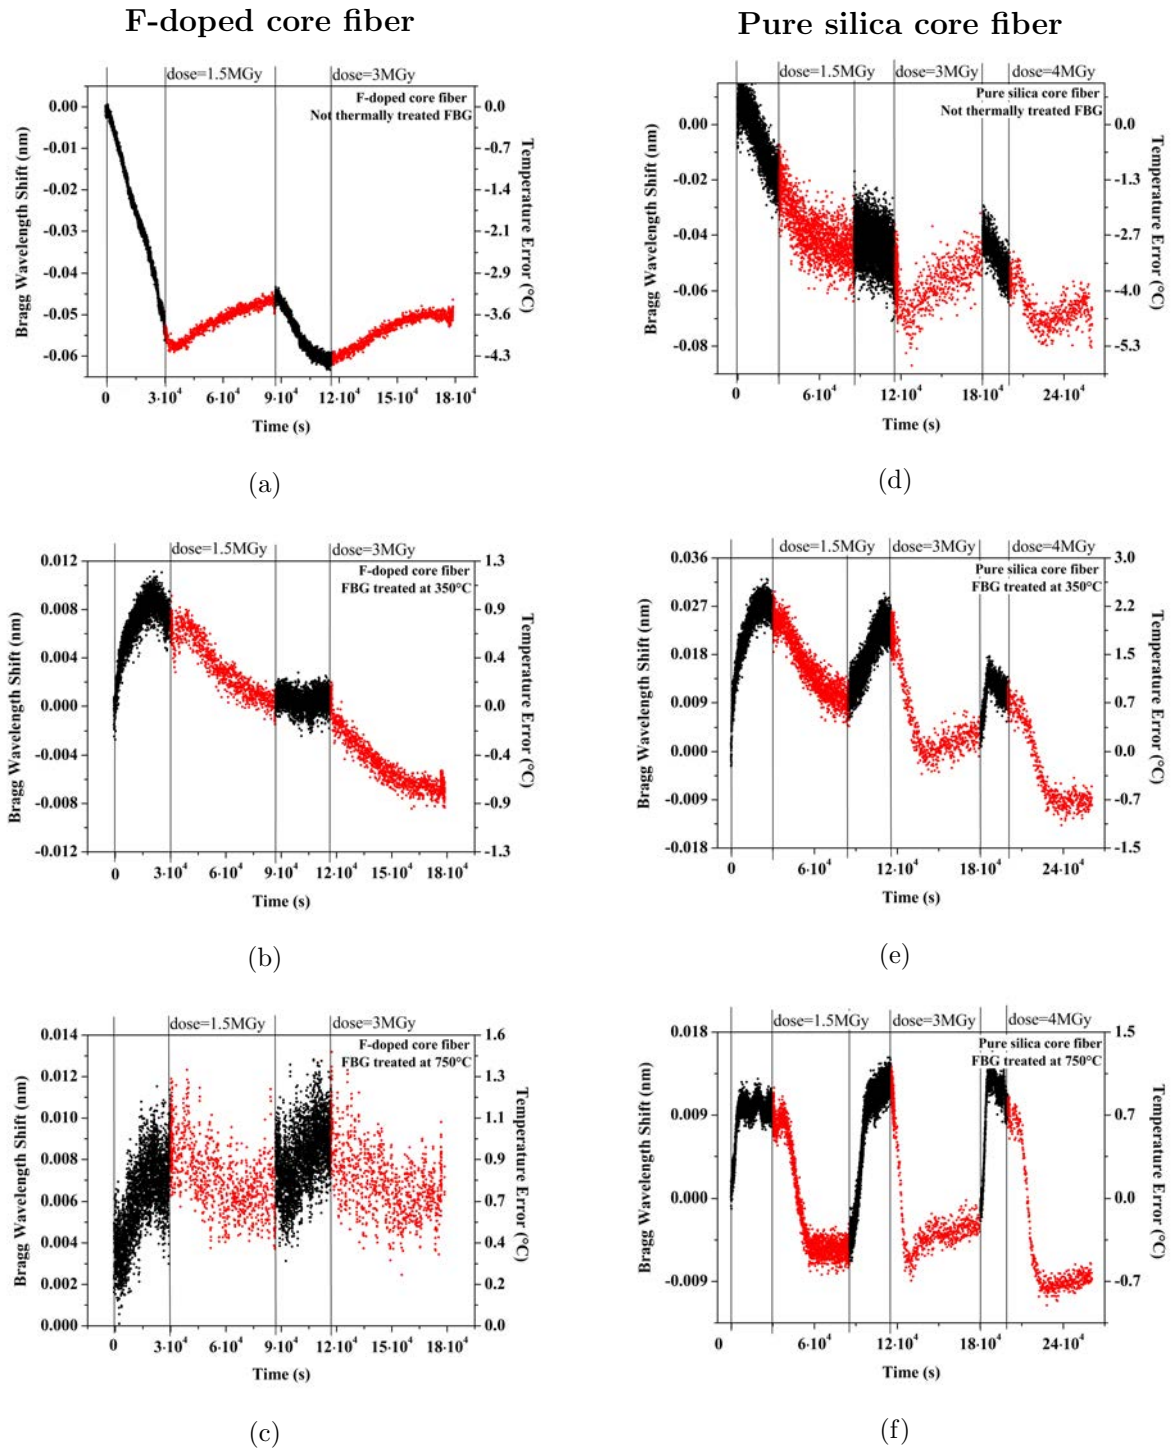 F-doped core fiber
Pure silica core fiber
dose=1.5MGy
dose=3MGy
F-doped core fiber
Not thermally treated FBG
0.00
-0.01
-0.02
-0.03
-0.04
-0.05
-0.06
Bragg Wavelength Shift (nm)
0.0
-0.7
-1.4
-2.1
-2.9
-3.6
-4.3
Temperature Error (°C)
0
3·10⁴
6·10⁴
9·10⁴
12·10⁴
15·10⁴
18·10⁴
Time (s)
(a)
dose=1.5MGy
dose=3MGy
dose=4MGy
Pure silica core fiber
Not thermally treated FBG
0.00
-0.02
-0.04
-0.06
-0.08
Bragg Wavelength Shift (nm)
0.0
-1.3
-2.7
-4.0
-5.3
Temperature Error (°C)
0
6·10⁴
12·10⁴
18·10⁴
24·10⁴
Time (s)
(d)
dose=1.5MGy
dose=3MGy
F-doped core fiber
FBG treated at 350°C
0.012
0.008
0.004
0.000
-0.004
-0.008
-0.012
Bragg Wavelength Shift (nm)
1.3
0.9
0.4
0.0
-0.4
-0.9
-1.3
Temperature Error (°C)
0
3·10⁴
6·10⁴
9·10⁴
12·10⁴
15·10⁴
18·10⁴
Time (s)
(b)
dose=1.5MGy
dose=3MGy
dose=4MGy
Pure silica core fiber
FBG treated at 350°C
0.036
0.027
0.018
0.009
0.000
-0.009
-0.018
Bragg Wavelength Shift (nm)
3.0
2.2
1.5
0.7
0.0
-0.7
-1.5
Temperature Error (°C)
0
6·10⁴
12·10⁴
18·10⁴
24·10⁴
Time (s)
(e)
dose=1.5MGy
dose=3MGy
F-doped core fiber
FBG treated at 750°C
0.014
0.012
0.010
0.008
0.006
0.004
0.002
0.000
Bragg Wavelength Shift (nm)
1.6
1.3
1.1
0.9
0.7
0.4
0.2
0.0
Temperature Error (°C)
0
3·10⁴
6·10⁴
9·10⁴
12·10⁴
15·10⁴
18·10⁴
Time (s)
(c)
dose=1.5MGy
dose=3MGy
dose=4MGy
Pure silica core fiber
FBG treated at 750°C
0.018
0.009
0.000
-0.009
Bragg Wavelength Shift (nm)
1.5
0.7
0.0
-0.7
Temperature Error (°C)
0
6·10⁴
12·10⁴
18·10⁴
24·10⁴
Time (s)
(f)